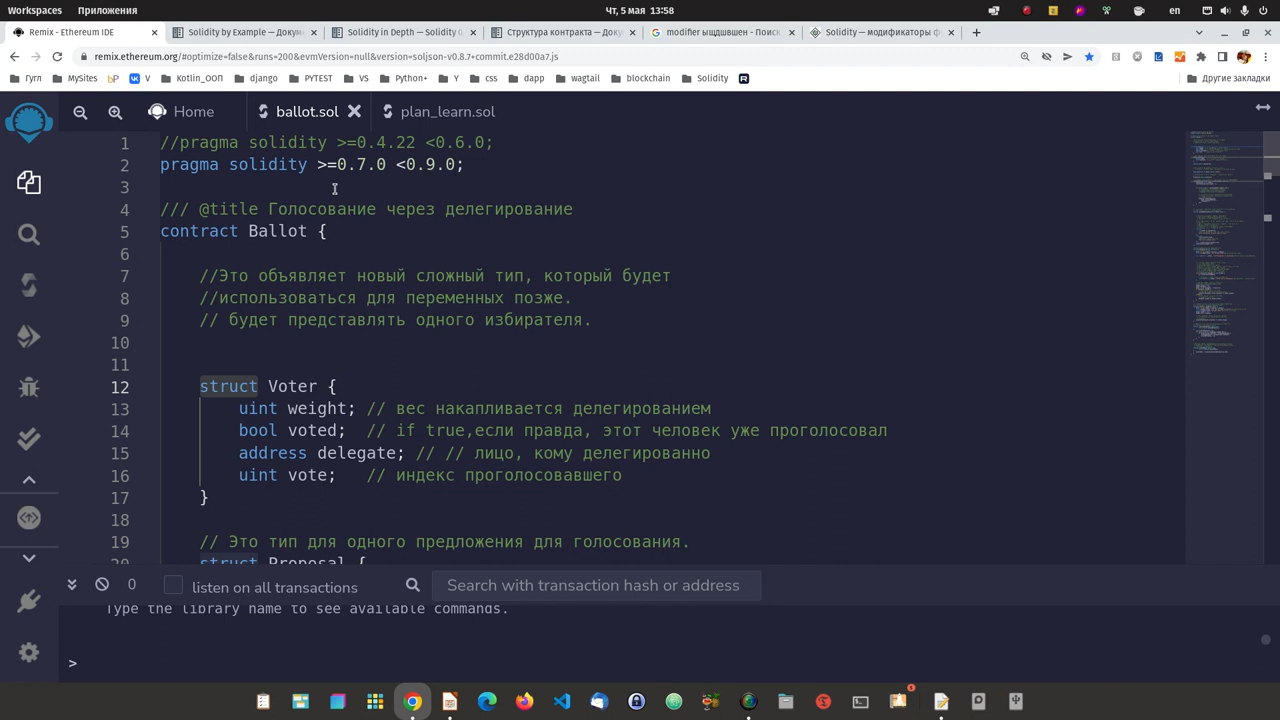 Workspaces Приложения Чт, 5 мая 13:58 en
Remix - Ethereum IDE Solidity by Example — Докуме Solidity in Depth — Solidity Структура контракта — Доку modifier ыщдшвшен - Поиск Solidity — модификаторы ф
remix.ethereum.org/#optimize=false&runs=200&evmVersion=null&version=soljson-v0.8.7+commit.e28d00a7.js
Гугл MySites V Kotlin_ООП django PYTEST VS Python+ Y css dapp wagtail blockchain Solidity Другие закладки
Home ballot.sol plan_learn.sol
1 //pragma solidity >=0.4.22 <0.6.0;
2 pragma solidity >=0.7.0 <0.9.0;
3
4 /// @title Голосование через делегирование
5 contract Ballot {
6
7 //Это объявляет новый сложный тип, который будет
8 //использоваться для переменных позже.
9 // будет представлять одного избирателя.
10
11
12 struct Voter {
13 uint weight; // вес накапливается делегированием
14 bool voted; // if true,если правда, этот человек уже проголосовал
15 address delegate; // // лицо, кому делегированно
16 uint vote; // индекс проголосовавшего
17 }
18
19 // Это тип для одного предложения для голосования.
20 struct Proposal {
0 listen on all transactions Search with transaction hash or address
Type the library name to see available commands.
>